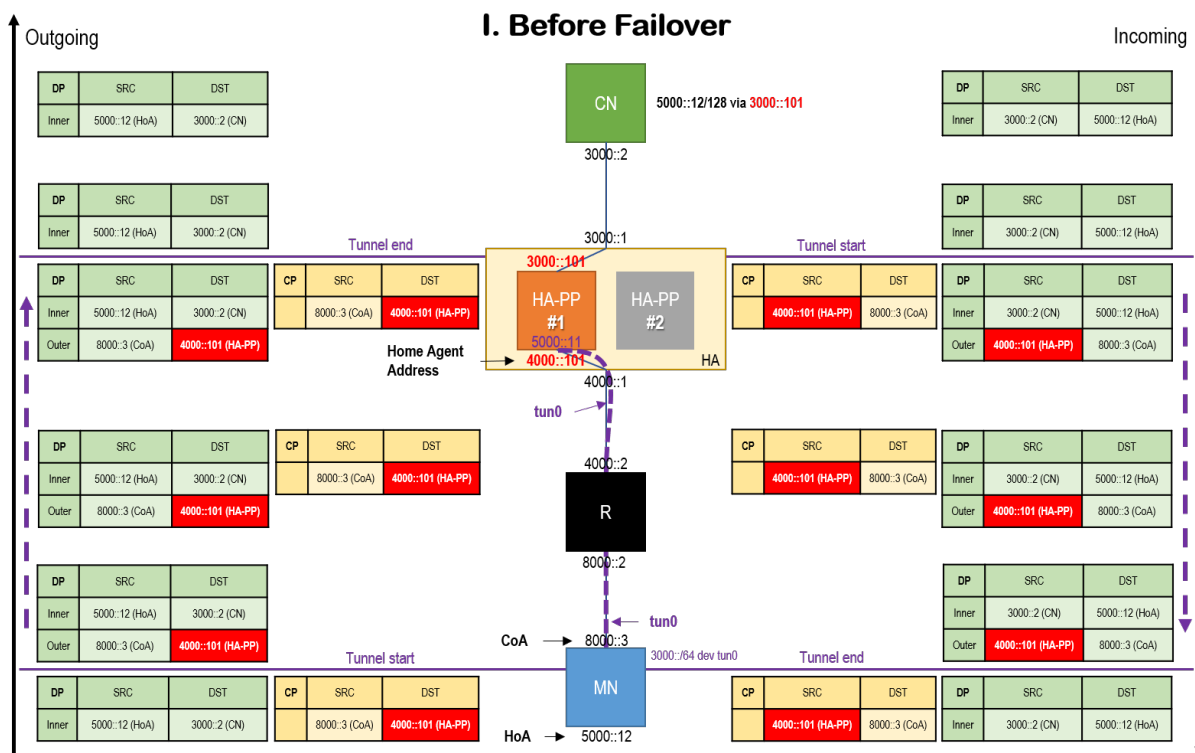 I. Before Failover
Outgoing
Incoming
DP SRC DST
Inner 5000::12 (HoA) 3000::2 (CN)
CN
5000::12/128 via 3000::101
3000::2
DP SRC DST
Inner 3000::2 (CN) 5000::12 (HoA)
DP SRC DST
Inner 5000::12 (HoA) 3000::2 (CN)
DP SRC DST
Inner 3000::2 (CN) 5000::12 (HoA)
Tunnel end
3000::1
Tunnel start
DP SRC DST
Inner 5000::12 (HoA) 3000::2 (CN)
Outer 8000::3 (CoA) 4000::101 (HA-PP)
CP SRC DST
8000::3 (CoA) 4000::101 (HA-PP)
3000::101
HA-PP
#1
5000::11
4000::101
HA-PP
#2
HA
Home Agent
Address
4000::1
CP SRC DST
4000::101 (HA-PP) 8000::3 (CoA)
DP SRC DST
Inner 3000::2 (CN) 5000::12 (HoA)
Outer 4000::101 (HA-PP) 8000::3 (CoA)
tun0
DP SRC DST
Inner 5000::12 (HoA) 3000::2 (CN)
Outer 8000::3 (CoA) 4000::101 (HA-PP)
CP SRC DST
8000::3 (CoA) 4000::101 (HA-PP)
4000::2
R
8000::2
CP SRC DST
4000::101 (HA-PP) 8000::3 (CoA)
DP SRC DST
Inner 3000::2 (CN) 5000::12 (HoA)
Outer 4000::101 (HA-PP) 8000::3 (CoA)
DP SRC DST
Inner 5000::12 (HoA) 3000::2 (CN)
Outer 8000::3 (CoA) 4000::101 (HA-PP)
tun0
CoA
8000::3
DP SRC DST
Inner 3000::2 (CN) 5000::12 (HoA)
Outer 4000::101 (HA-PP) 8000::3 (CoA)
Tunnel start
3000::/64 dev tun0
Tunnel end
DP SRC DST
Inner 5000::12 (HoA) 3000::2 (CN)
CP SRC DST
8000::3 (CoA) 4000::101 (HA-PP)
MN
HoA
5000::12
CP SRC DST
4000::101 (HA-PP) 8000::3 (CoA)
DP SRC DST
Inner 3000::2 (CN) 5000::12 (HoA)